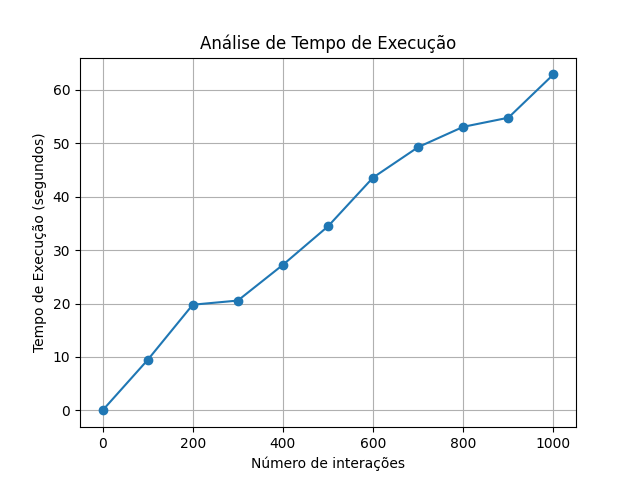 Análise de Tempo de Execução
60
50
40
30
20
10
0
Tempo de Execução (segundos)
0 200 400 600 800 1000
Número de interações